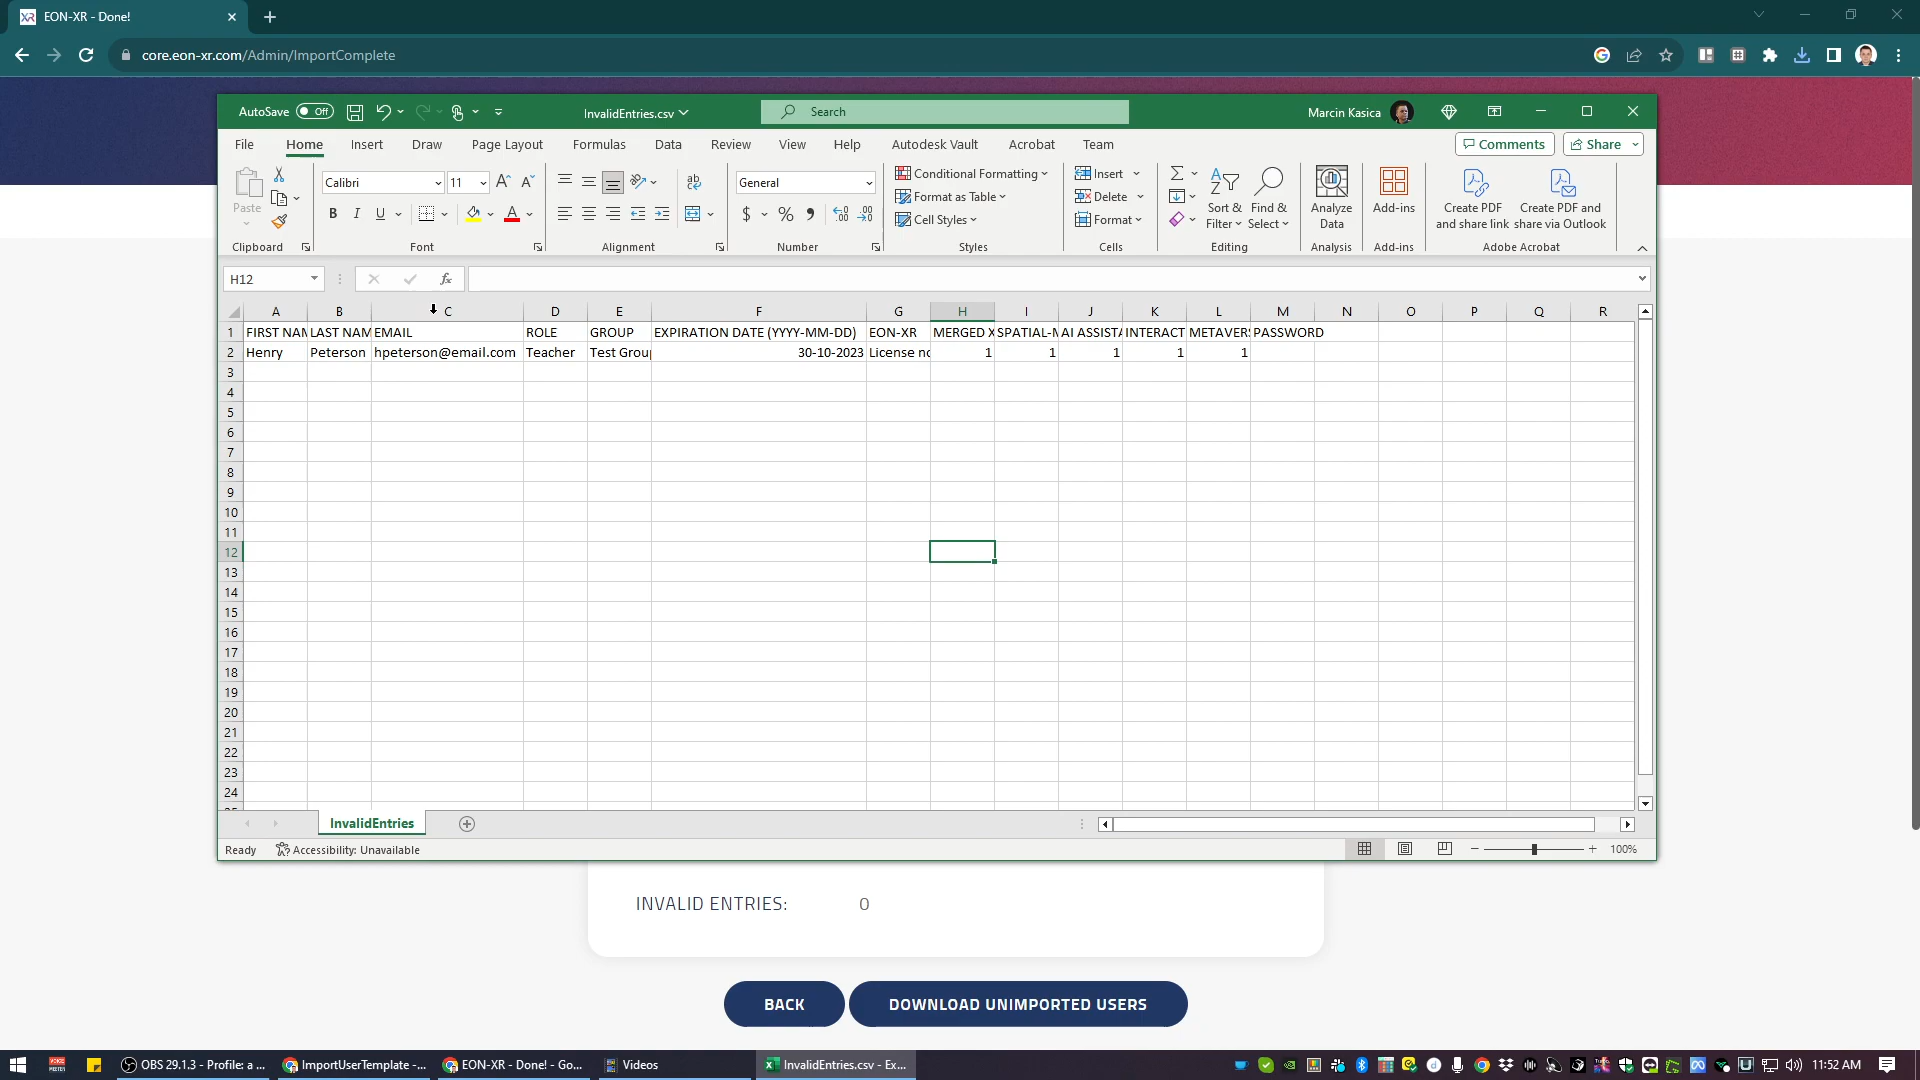 EON-XR - Done!
core.eon-xr.com/Admin/ImportComplete
AutoSave Off
InvalidEntries.csv
Search
Marcin Kasica
File Home Insert Draw Page Layout Formulas Data Review View Help Autodesk Vault Acrobat Team
Comments Share
Paste
Calibri 11
B I U
General
$ % ,
Conditional Formatting
Format as Table
Cell Styles
Insert
Delete
Format
Sort & Filter
Find & Select
Analyze Data
Add-ins
Create PDF and share link
Create PDF and share via Outlook
Clipboard Font Alignment Number Styles Cells Editing Analysis Add-ins Adobe Acrobat
H12 fx
A B C D E F G H I J K L M N O P Q R
1 FIRST NAM LAST NAM EMAIL ROLE GROUP EXPIRATION DATE (YYYY-MM-DD) EON-XR MERGED X SPATIAL-M AI ASSISTA INTERACT METAVERS PASSWORD
2 Henry Peterson hpeterson@email.com Teacher Test Group 30-10-2023 License no 1 1 1 1 1
3
4
5
6
7
8
9
10
11
12
13
14
15
16
17
18
19
20
21
22
23
24
InvalidEntries
Ready Accessibility: Unavailable
100%
INVALID ENTRIES: 0
BACK
DOWNLOAD UNIMPORTED USERS
OBS 29.1.3 - Profile: a ...
ImportUserTemplate -...
EON-XR - Done! - Go...
Videos
InvalidEntries.csv - Ex...
11:52 AM